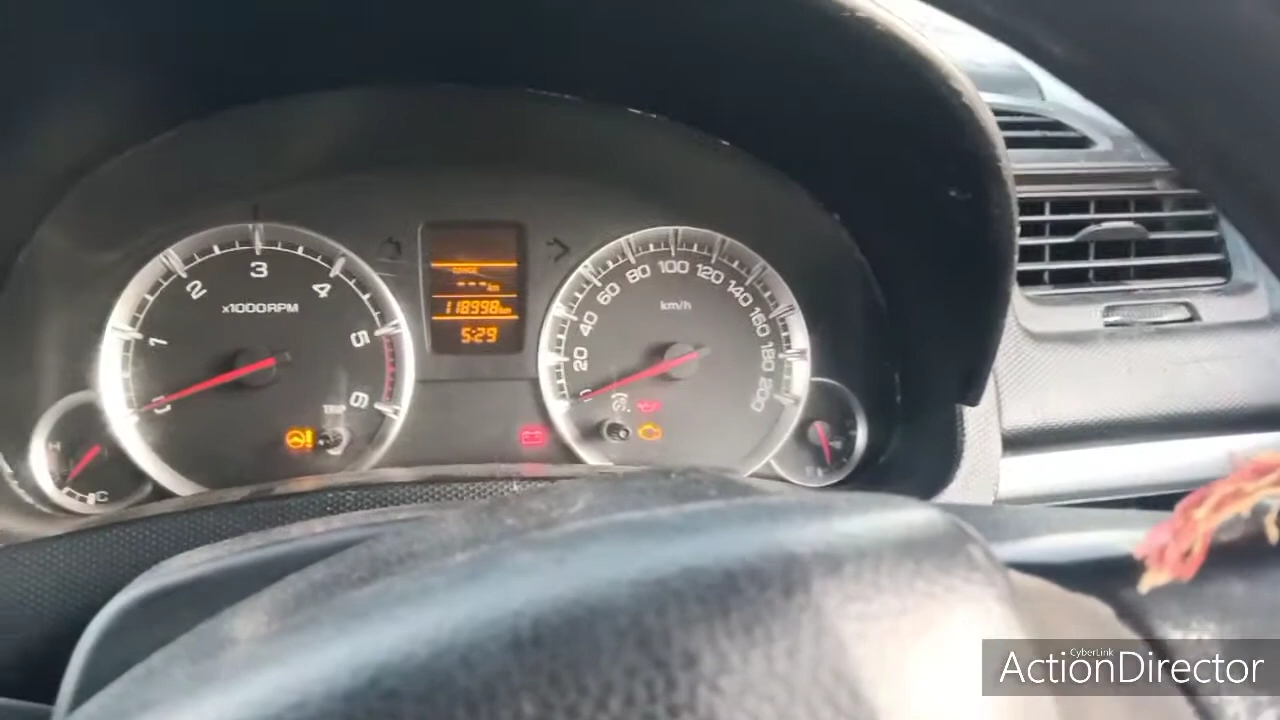 3
2
4
x1000RPM
1
5
6
0
TRIP
H
C
RANGE
---km
118998km
5:29
80 100 120
60
140
40
160
20
180
200
km/h
E
CyberLink
ActionDirector